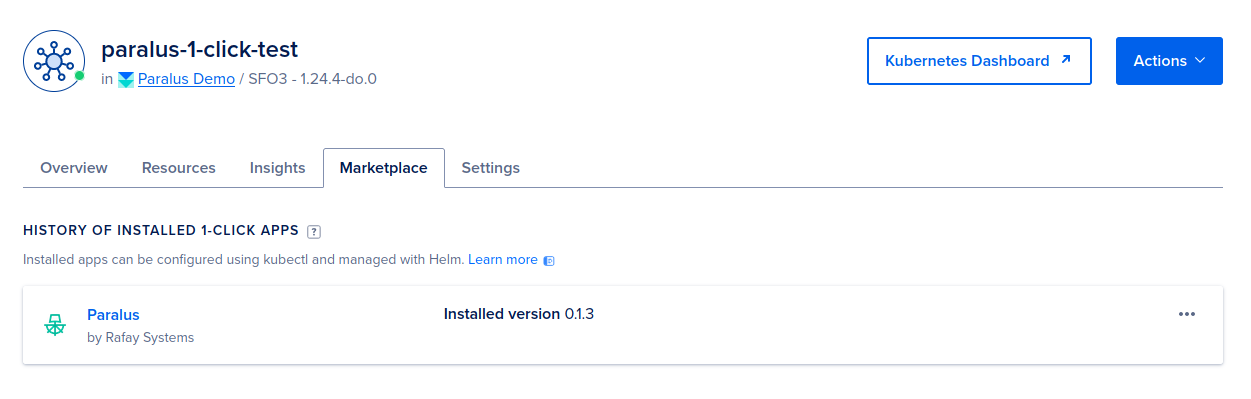 paralus-1-click-test
in Paralus Demo / SFO3 - 1.24.4-do.0
Kubernetes Dashboard
Actions
Overview Resources Insights Marketplace Settings
HISTORY OF INSTALLED 1-CLICK APPS ?
Installed apps can be configured using kubectl and managed with Helm. Learn more
Paralus
by Rafay Systems
Installed version 0.1.3